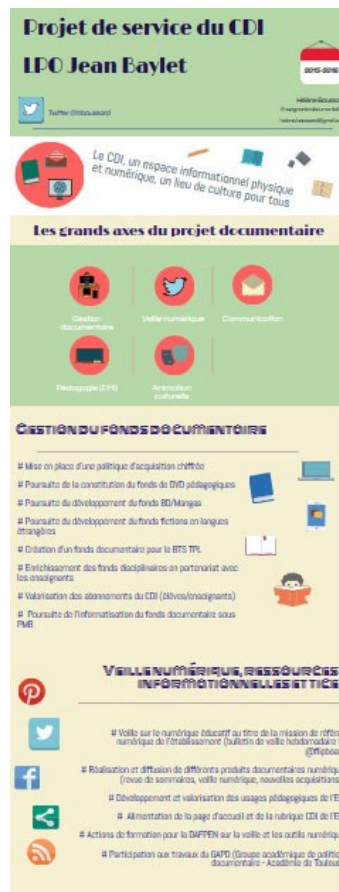 Projet de service du CDI
LPO Jean Baylet
2015-2016
Twitter
Le CDI, un espace informationnel physique
et numérique, un lieu de culture pour tous
Les grands axes du projet documentaire
Gestion
documentaire
Veille numérique
Communication
Pédagogie (EMI)
Animation
culturelle
GESTION DU FONDS DOCUMENTAIRE
# Mise en place d'une politique d'acquisition chiffrée
# Poursuite de la constitution du fonds de DVD pédagogiques
# Poursuite du développement du fonds BD/Mangas
# Poursuite du développement du fonds fictions en langues
étrangères
# Création d'un fonds documentaire pour le BTS TPL
# Enrichissement des fonds disciplinaires en partenariat avec
les enseignants
# Valorisation des abonnements du CDI (élèves/enseignants)
# Poursuite de l'informatisation du fonds documentaire sous
PMB
VEILLE NUMÉRIQUE, RESSOURCES
INFORMATIONNELLES ET TICE
# Veille sur le numérique éducatif au titre de la mission de référ
numérique de l'établissement (bulletin de veille hebdomadaire
@flipboa
# Réalisation et diffusion de différents produits documentaires numériqu
(revue de sommaires, veille numérique, nouvelles acquisitions
# Développement et valorisation des usages pédagogiques de l'E
# Alimentation de la page d'accueil et de la rubrique CDI de l'E
# Actions de formation pour la DAFPEN sur la veille et les outils numériqu
# Participation aux travaux du GAPD (Groupe académique de politiq
documentaire - Académie de Toulou